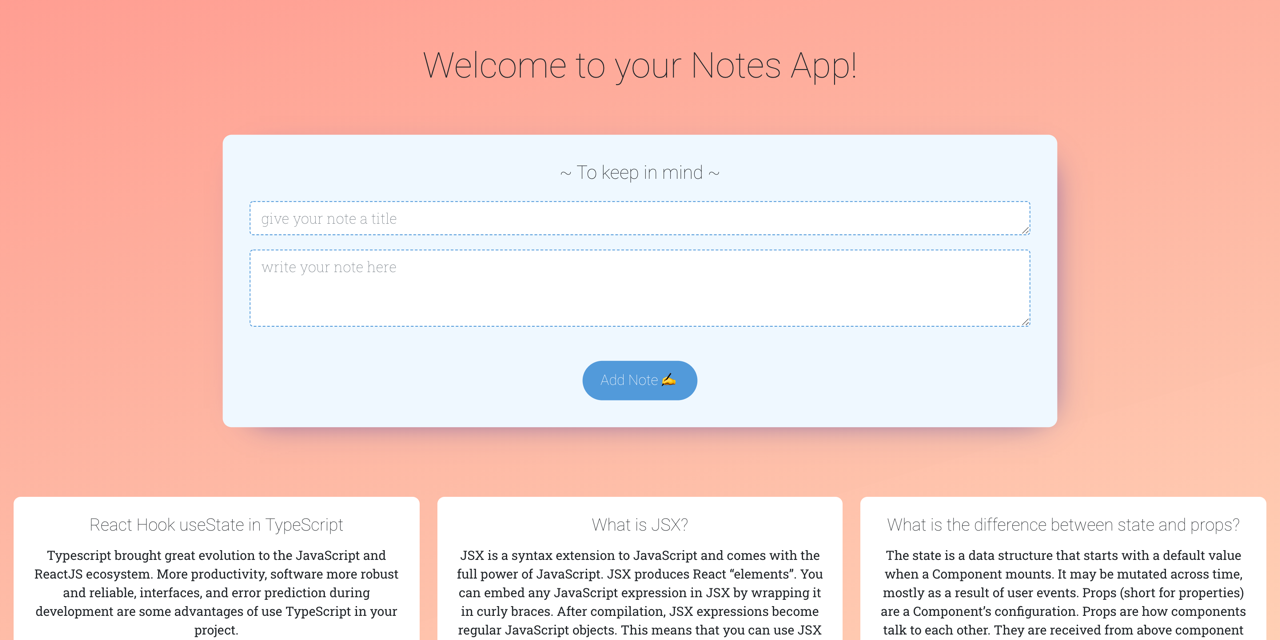 Welcome to your Notes App!
~ To keep in mind ~
give your note a title
write your note here
Add Note ✍️
React Hook useState in TypeScript
Typescript brought great evolution to the JavaScript and
ReactJS ecosystem. More productivity, software more robust
and reliable, interfaces, and error prediction during
development are some advantages of use TypeScript in your
project.
What is JSX?
JSX is a syntax extension to JavaScript and comes with the
full power of JavaScript. JSX produces React “elements”. You
can embed any JavaScript expression in JSX by wrapping it
in curly braces. After compilation, JSX expressions become
regular JavaScript objects. This means that you can use JSX
What is the difference between state and props?
The state is a data structure that starts with a default value
when a Component mounts. It may be mutated across time,
mostly as a result of user events. Props (short for properties)
are a Component’s configuration. Props are how components
talk to each other. They are received from above component